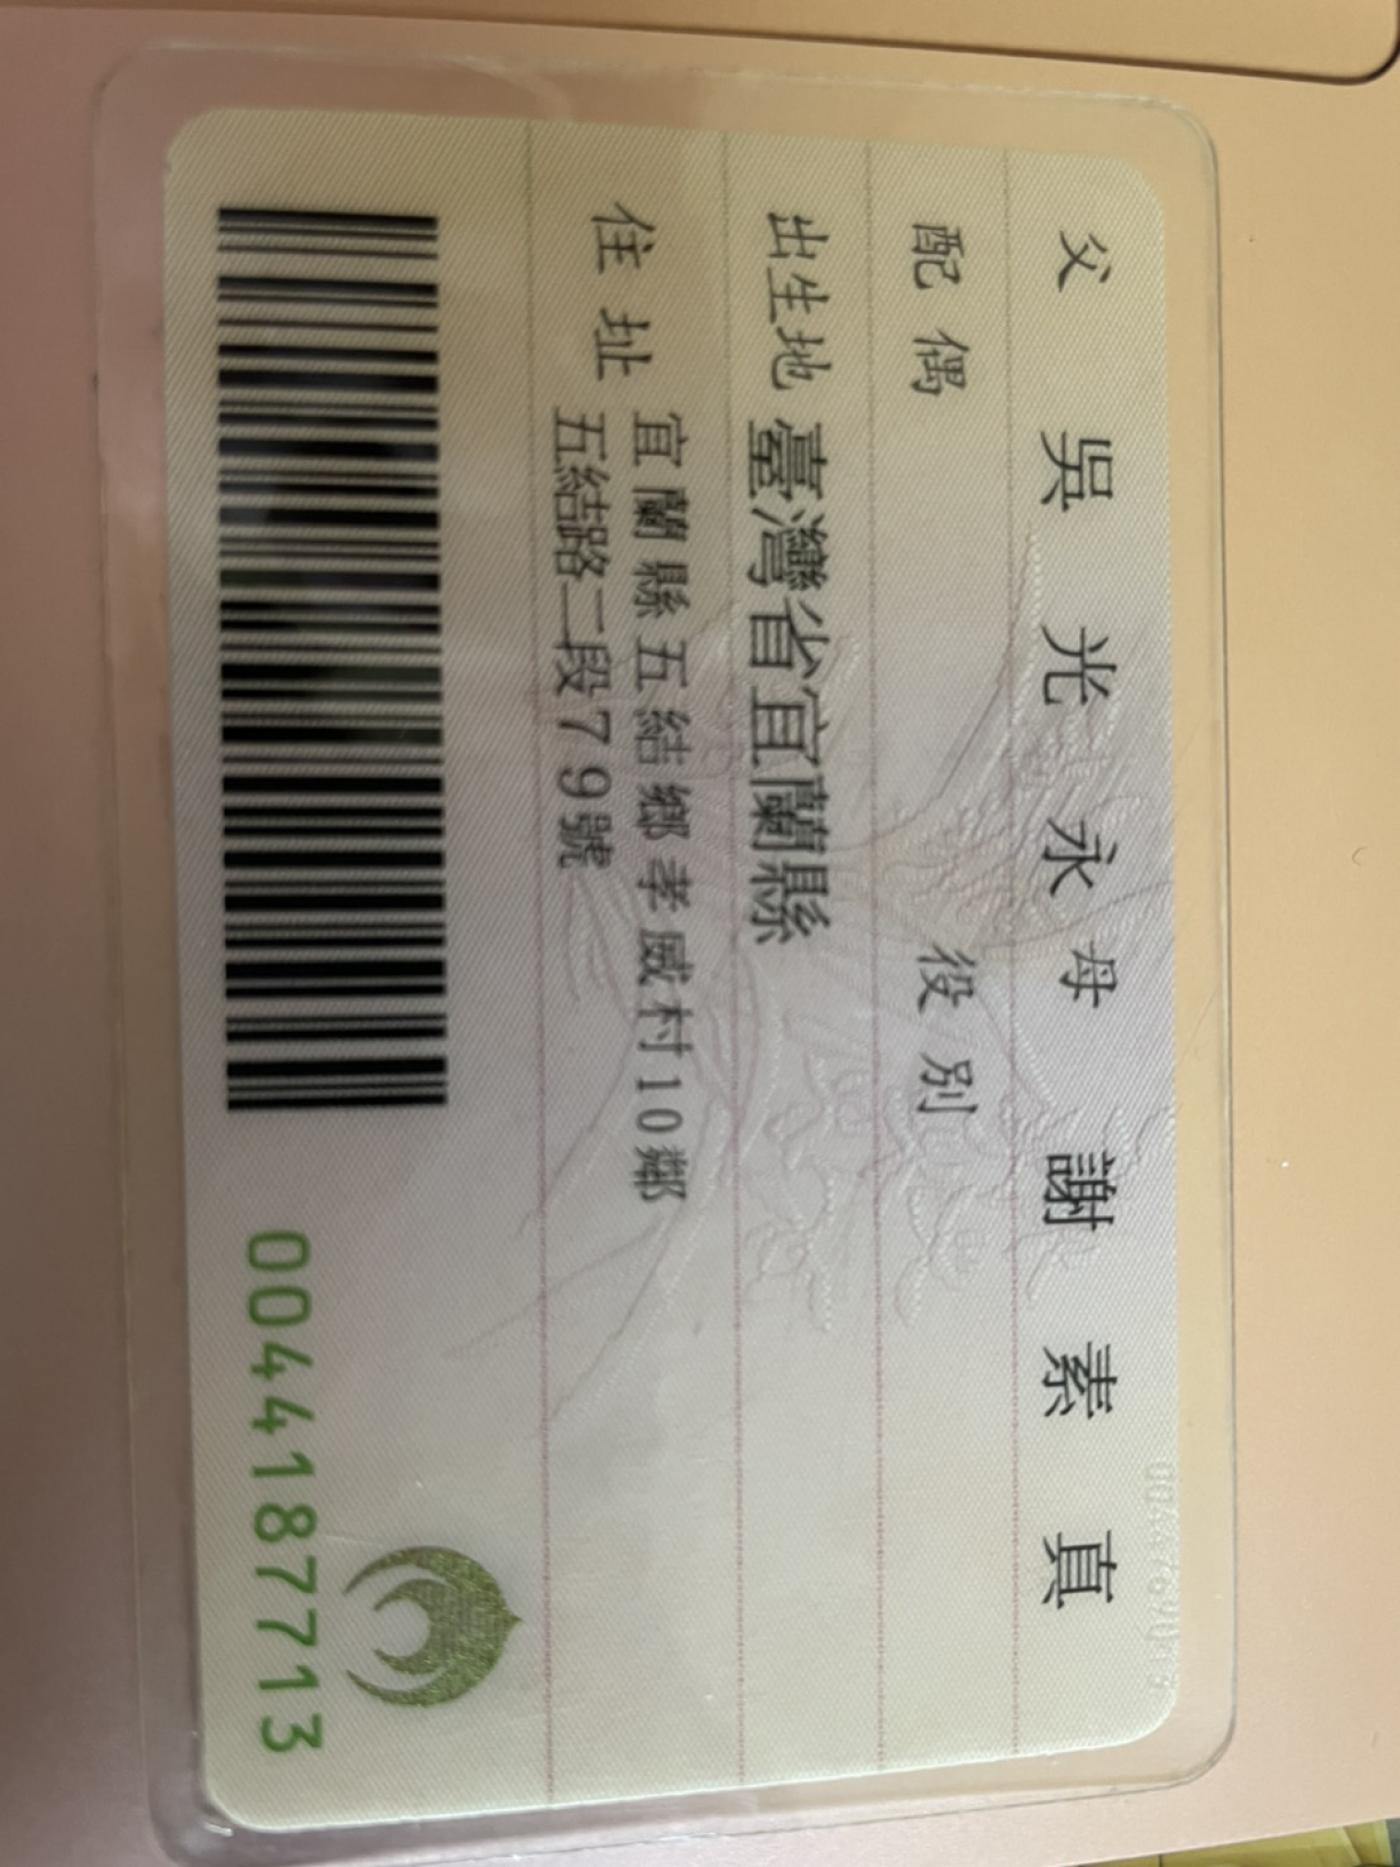 父 吳光永 母 謝素真
配偶 役別
出生地 臺灣省宜蘭縣
住址 宜蘭縣五結鄉孝威村10鄰
五結路二段79號
0044187713